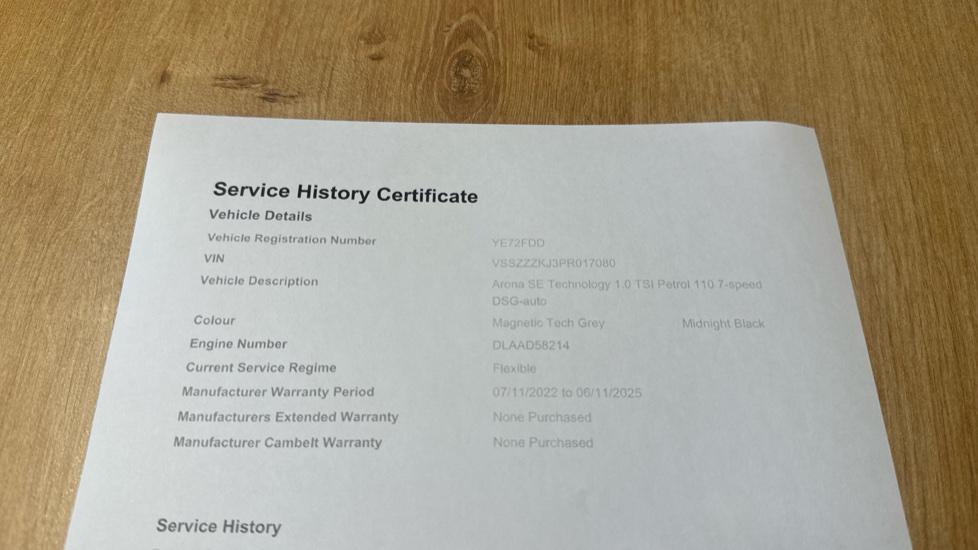 Service History Certificate
Vehicle Details
Vehicle Registration Number YE72FDD
VIN VSSZZZKJ3PR017080
Vehicle Description Arona SE Technology 1.0 TSI Petrol 110 7-speed
DSG-auto
Colour Magnetic Tech Grey Midnight Black
Engine Number DLAAD58214
Current Service Regime Flexible
Manufacturer Warranty Period 07/11/2022 to 06/11/2025
Manufacturers Extended Warranty None Purchased
Manufacturer Cambelt Warranty None Purchased
Service History